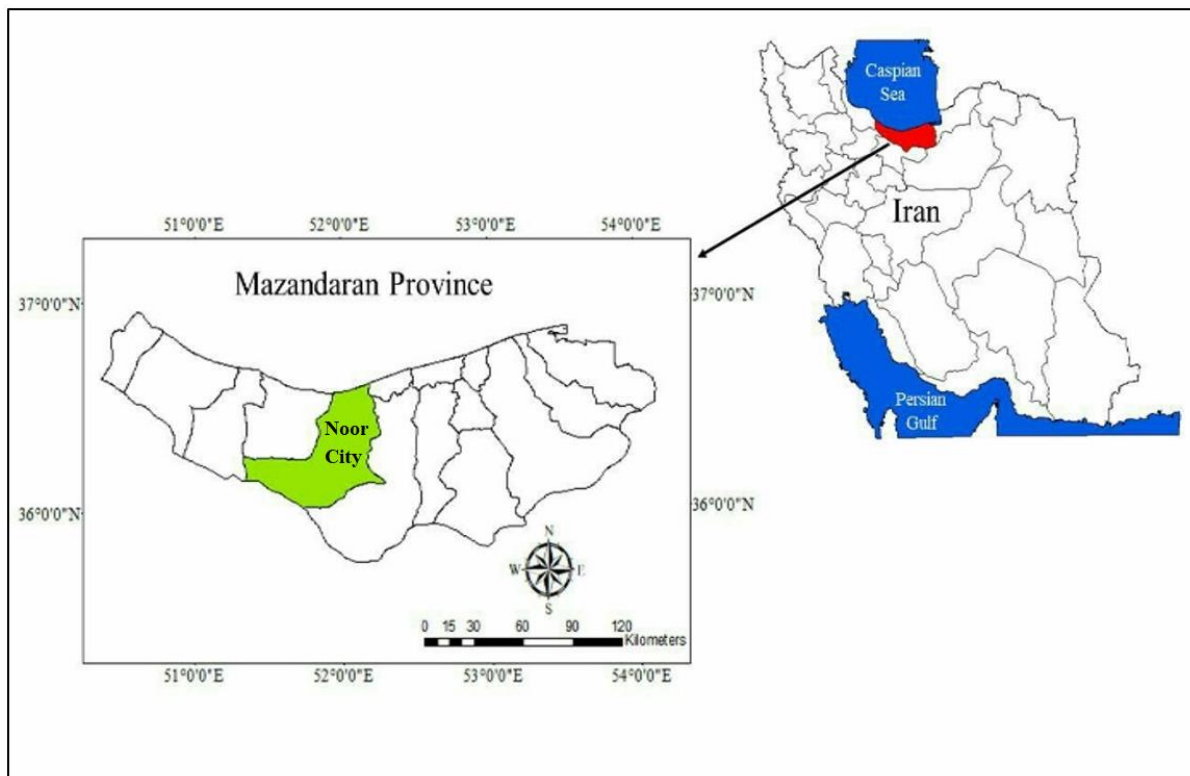 Caspian
Sea
Iran
Persian
Gulf
51°0'0"E 52°0'0"E 53°0'0"E 54°0'0"E
Mazandaran Province
37°0'0"N
37°0'0"N
Noor
City
36°0'0"N
36°0'0"N
N
W E
S
0 15 30 60 90 120
Kilometers
51°0'0"E 52°0'0"E 53°0'0"E 54°0'0"E